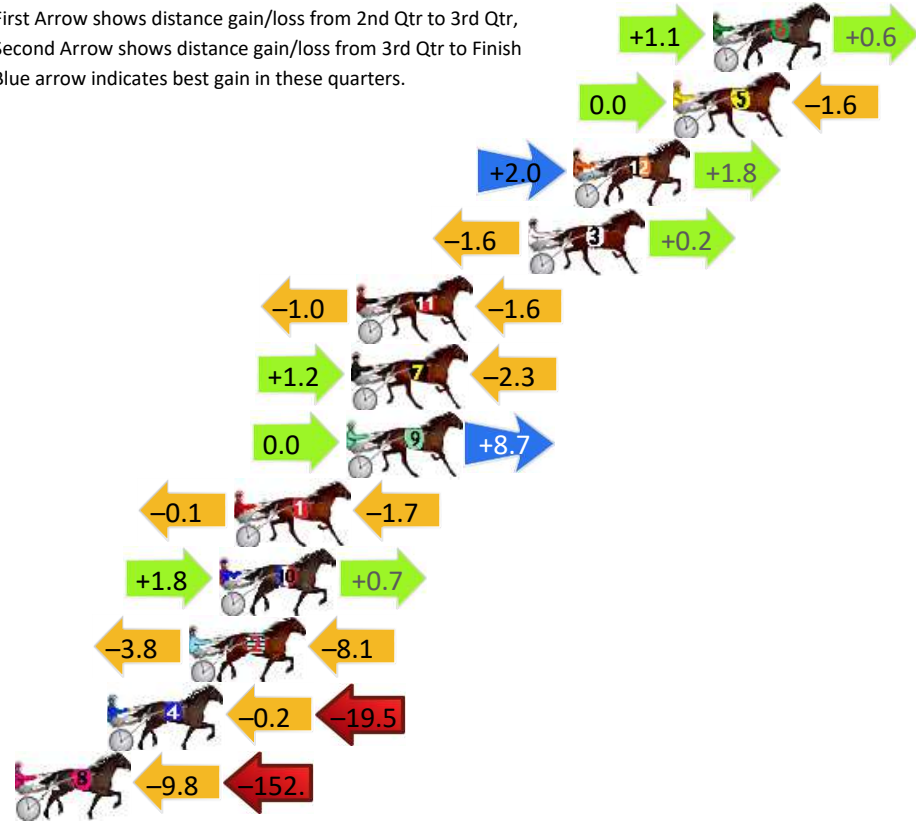 First Arrow shows distance gain/loss from 2nd Qtr to 3rd Qtr,
Second Arrow shows distance gain/loss from 3rd Qtr to Finish
Blue arrow indicates best gain in these quarters.
+1.1 6 +0.6
0.0 5 –1.6
+2.0 12 +1.8
–1.6 3 +0.2
–1.0 11 –1.6
+1.2 7 –2.3
0.0 9 +8.7
–0.1 1 –1.7
+1.8 10 +0.7
–3.8 2 –8.1
4 –0.2 –19.5
8 –9.8 –152.